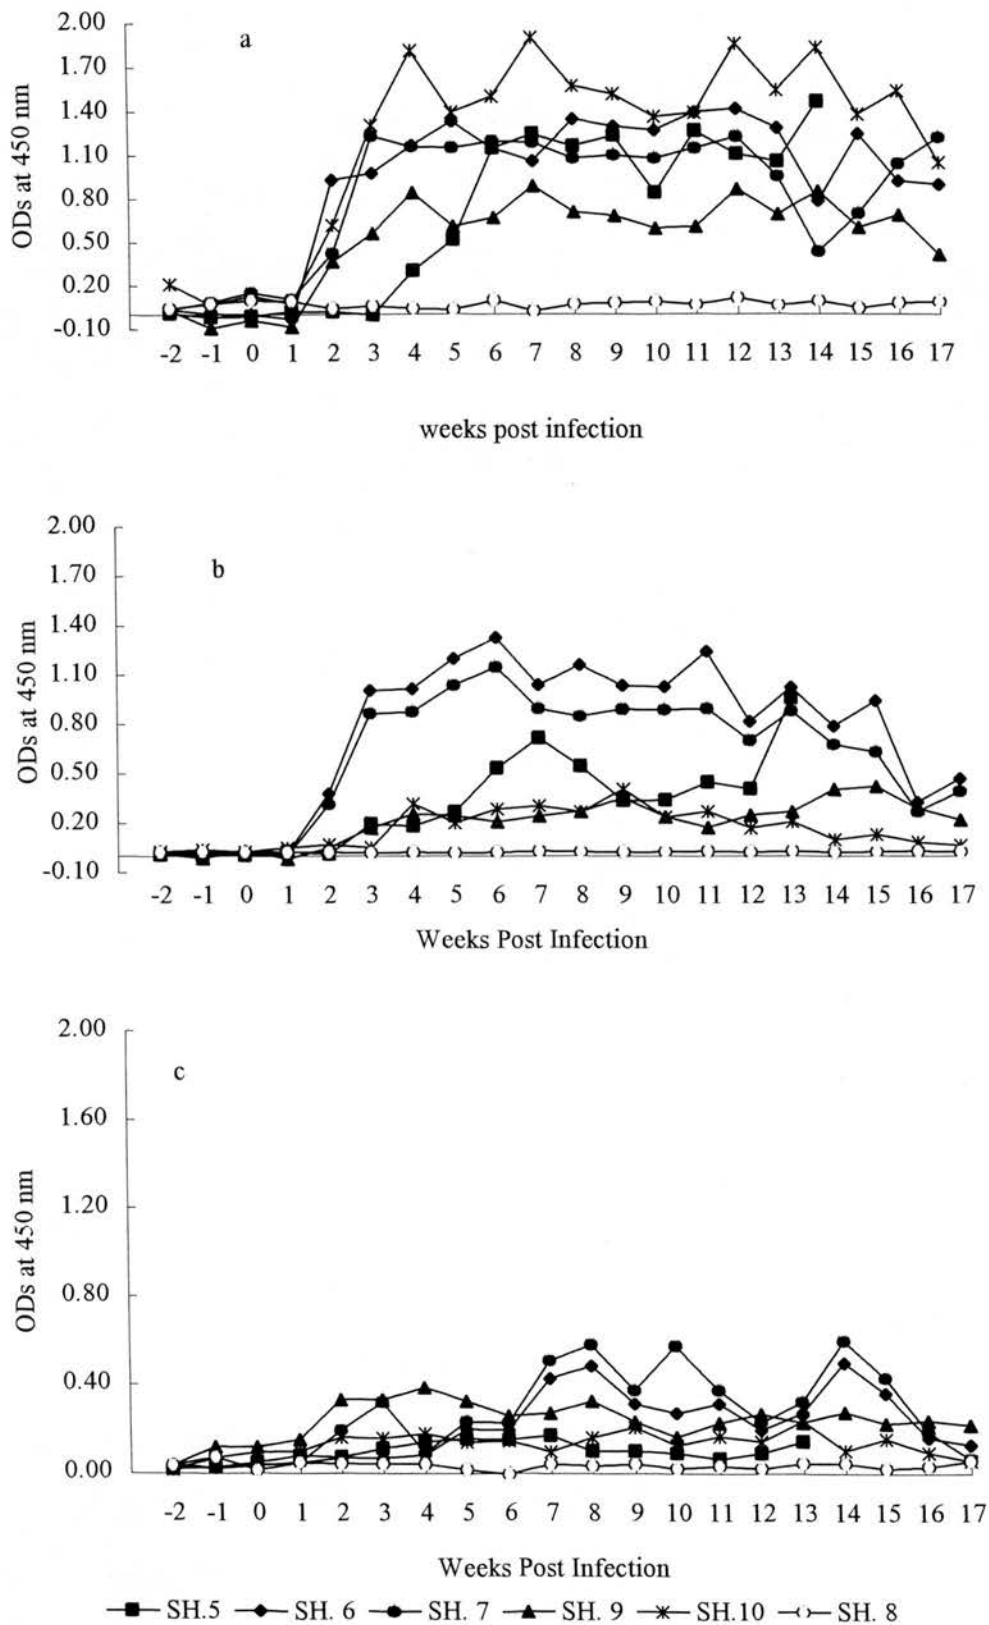 a
2.00
1.70
1.40
1.10
0.80
0.50
0.20
-0.10
ODs at 450 nm
-2 -1 0 1 2 3 4 5 6 7 8 9 10 11 12 13 14 15 16 17
weeks post infection
b
2.00
1.70
1.40
1.10
0.80
0.50
0.20
-0.10
ODs at 450 nm
-2 -1 0 1 2 3 4 5 6 7 8 9 10 11 12 13 14 15 16 17
Weeks Post Infection
c
2.00
1.60
1.20
0.80
0.40
0.00
ODs at 450 nm
-2 -1 0 1 2 3 4 5 6 7 8 9 10 11 12 13 14 15 16 17
Weeks Post Infection
SH.5 SH. 6 SH. 7 SH. 9 SH.10 SH. 8